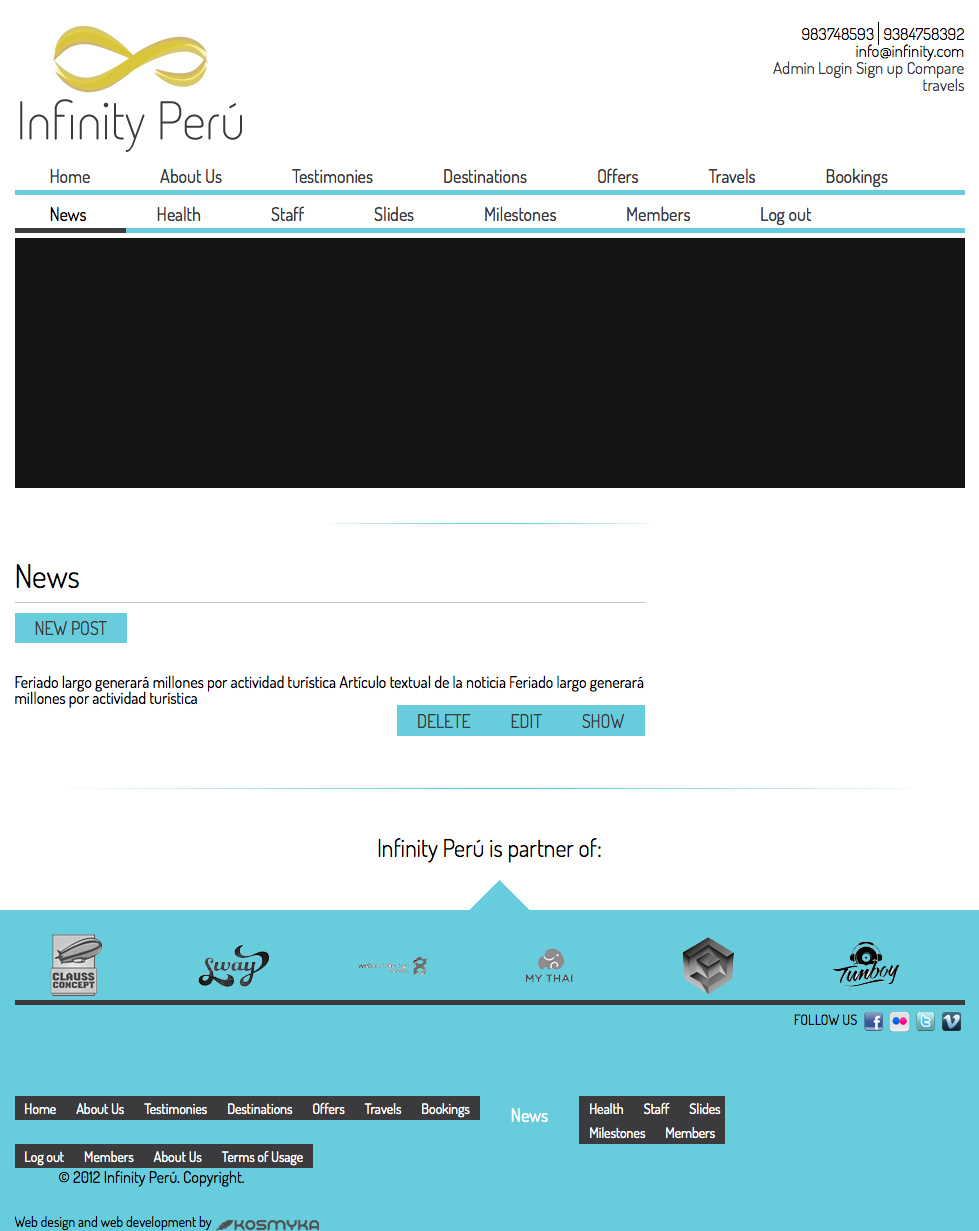 Infinity Perú
983748593 | 9384758392
info@infinity.com
Admin Login Sign up Compare
travels
Home About Us Testimonies Destinations Offers Travels Bookings
News Health Staff Slides Milestones Members Log out
News
NEW POST
Feriado largo generará millones por actividad turística Artículo textual de la noticia Feriado largo generará
millones por actividad turística
DELETE EDIT SHOW
Infinity Perú is partner of:
CLAUSS
CONCEPT
Sway
8
MY THAI
Tunboy
FOLLOW US
Home About Us Testimonies Destinations Offers Travels Bookings
News
Health Staff Slides
Milestones Members
Log out Members About Us Terms of Usage
© 2012 Infinity Perú. Copyright.
Web design and web development by KOSMYKA